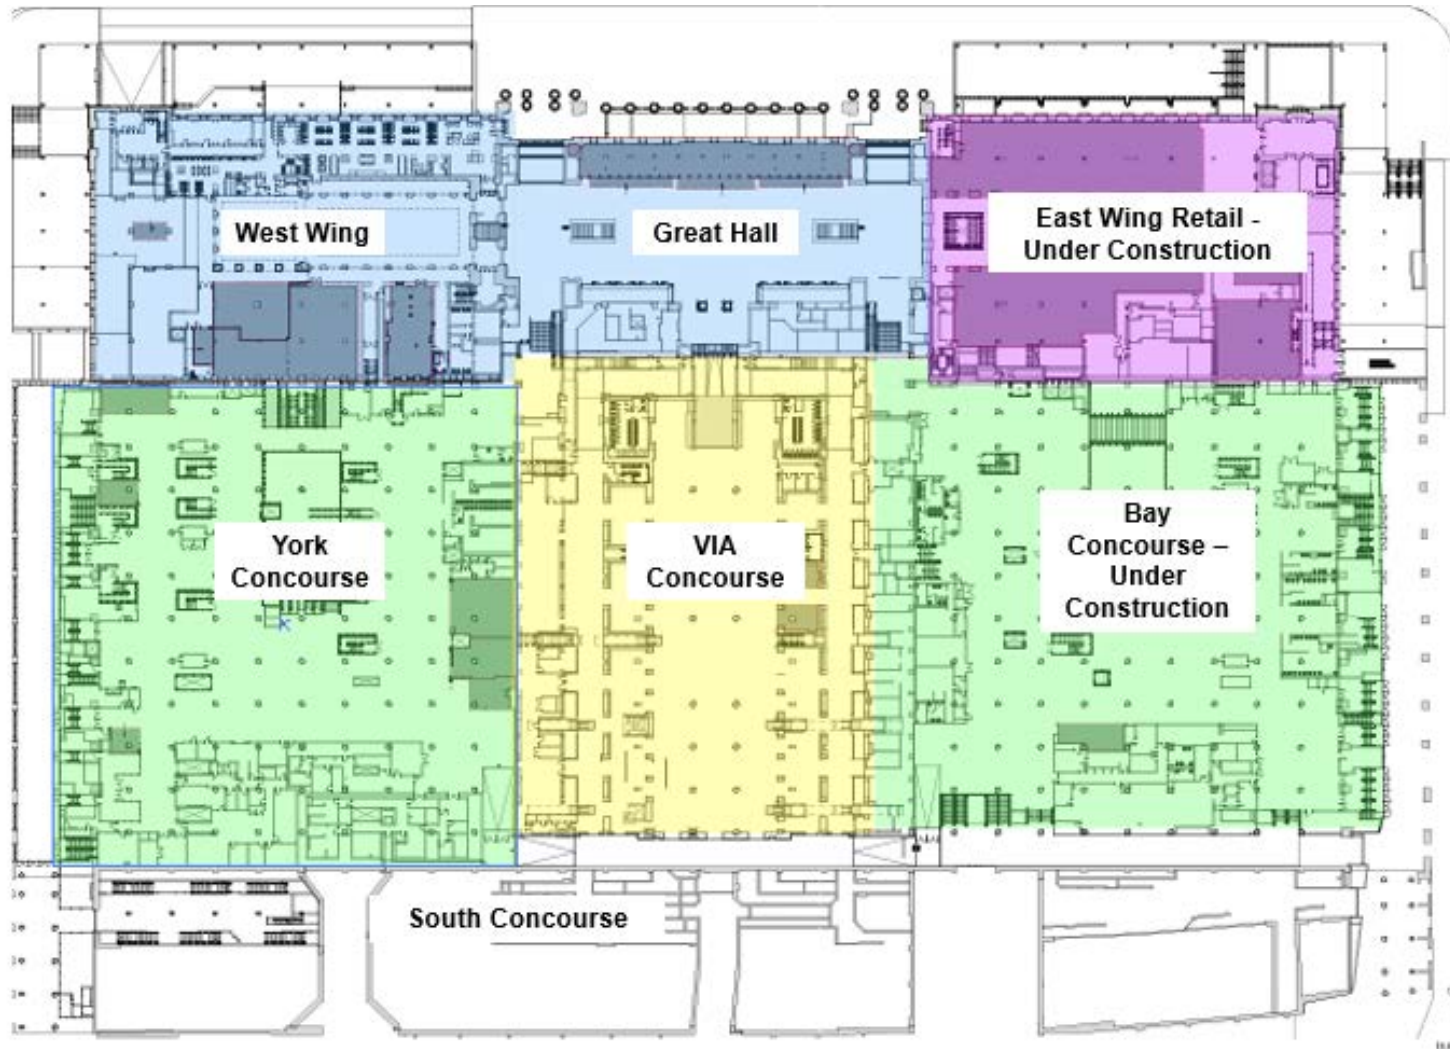 West Wing
Great Hall
East Wing Retail -
Under Construction
York
Concourse
VIA
Concourse
Bay
Concourse –
Under
Construction
South Concourse